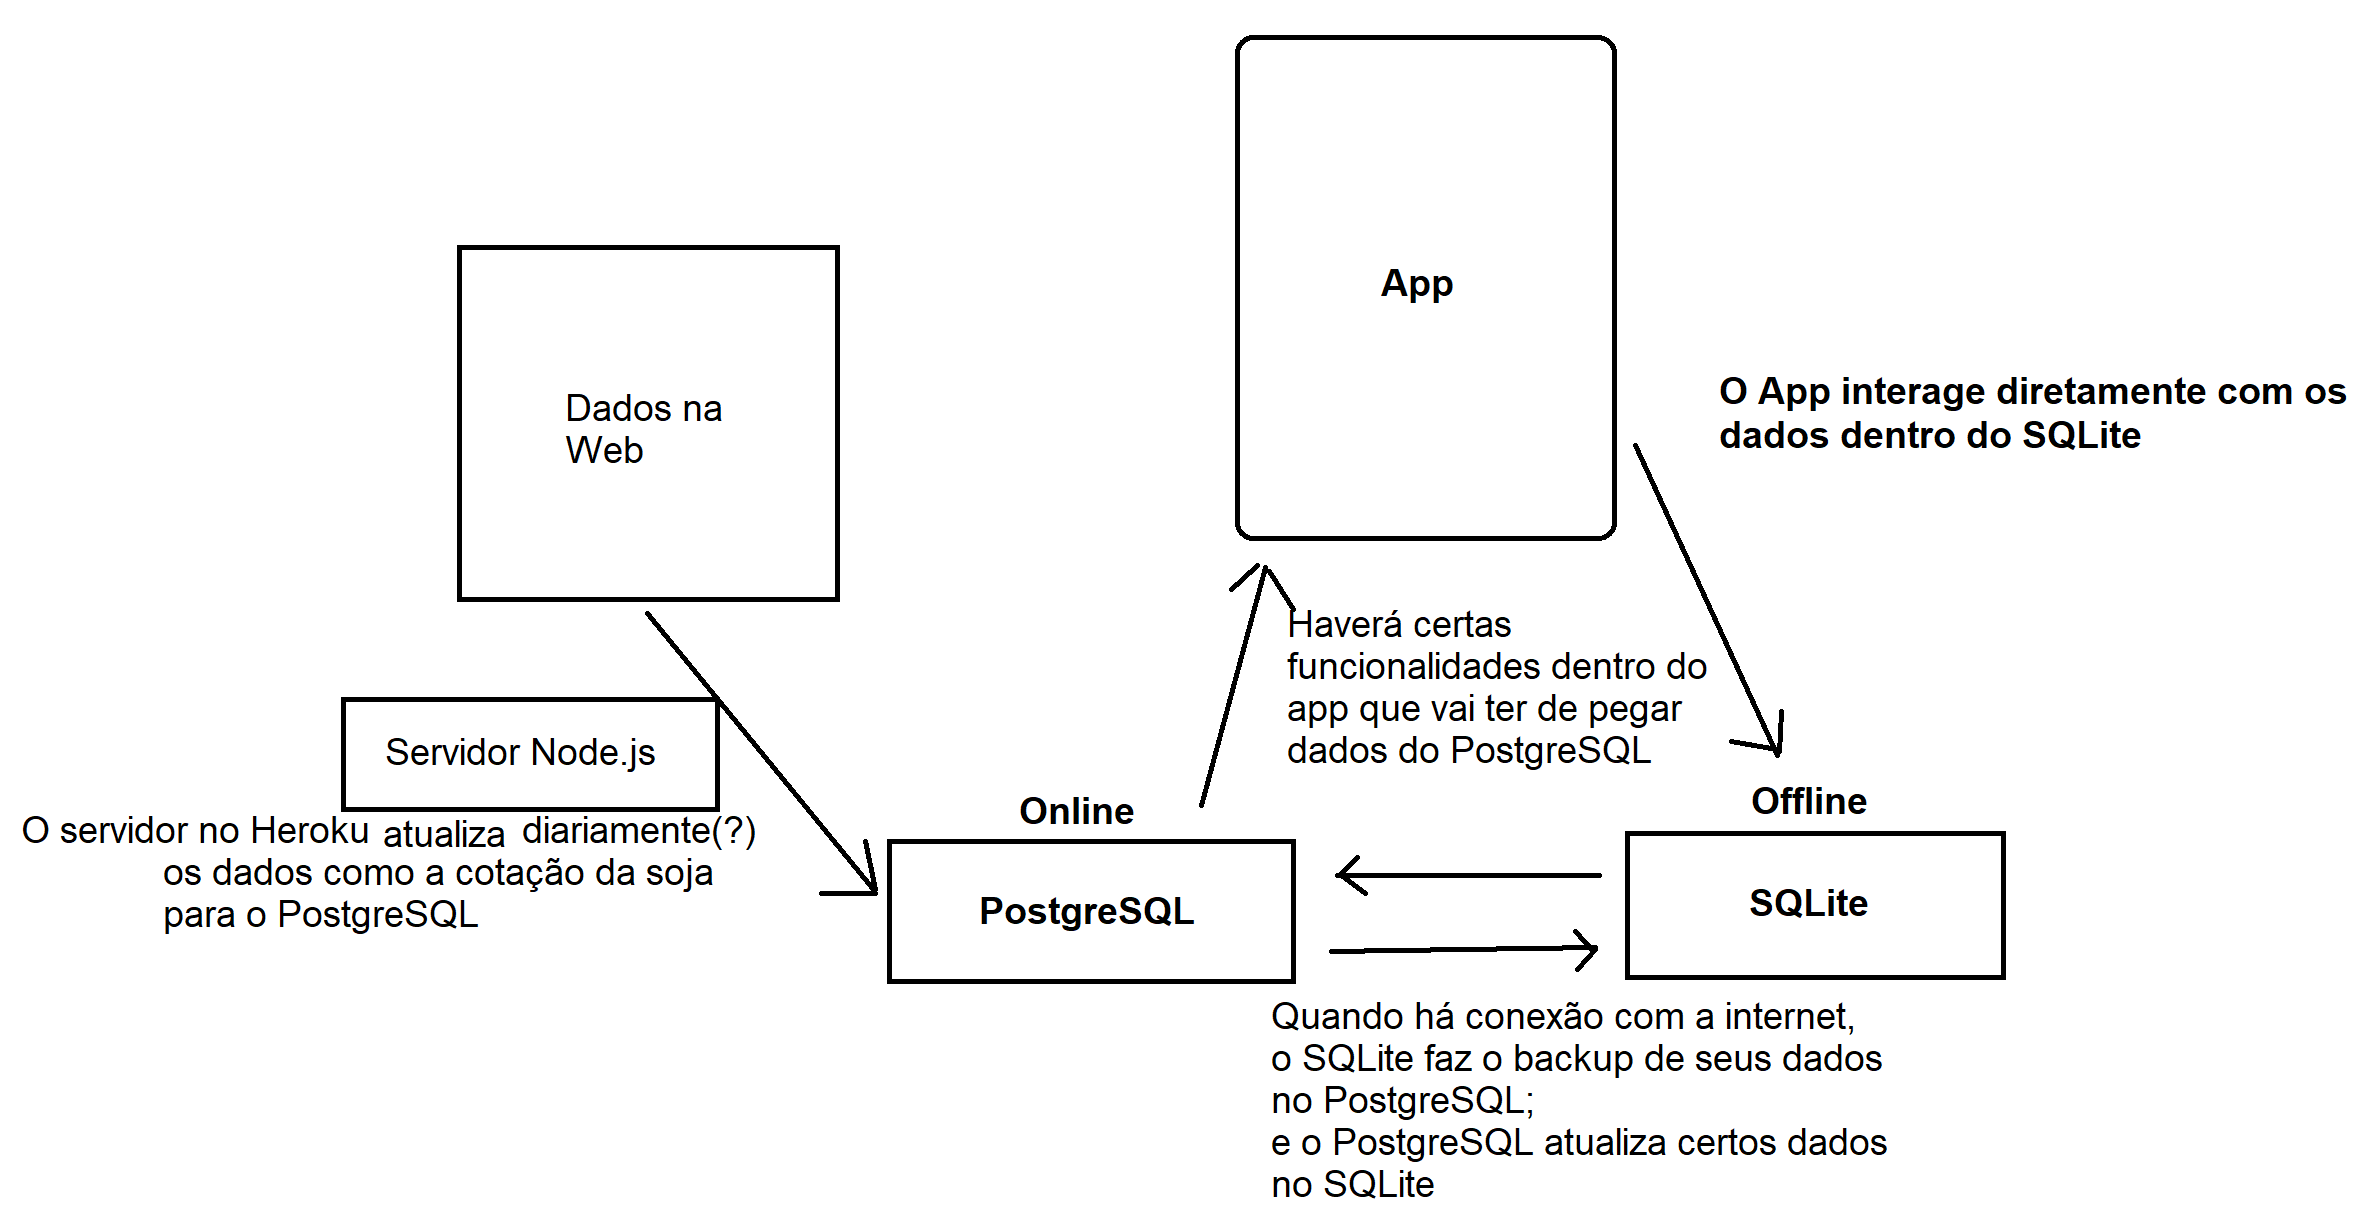 App
O App interage diretamente com os
dados dentro do SQLite
Dados na
Web
Haverá certas
funcionalidades dentro do
app que vai ter de pegar
dados do PostgreSQL
Servidor Node.js
O servidor no Heroku atualiza diariamente(?)
os dados como a cotação da soja
para o PostgreSQL
Online
PostgreSQL
Offline
SQLite
Quando há conexão com a internet,
o SQLite faz o backup de seus dados
no PostgreSQL;
e o PostgreSQL atualiza certos dados
no SQLite